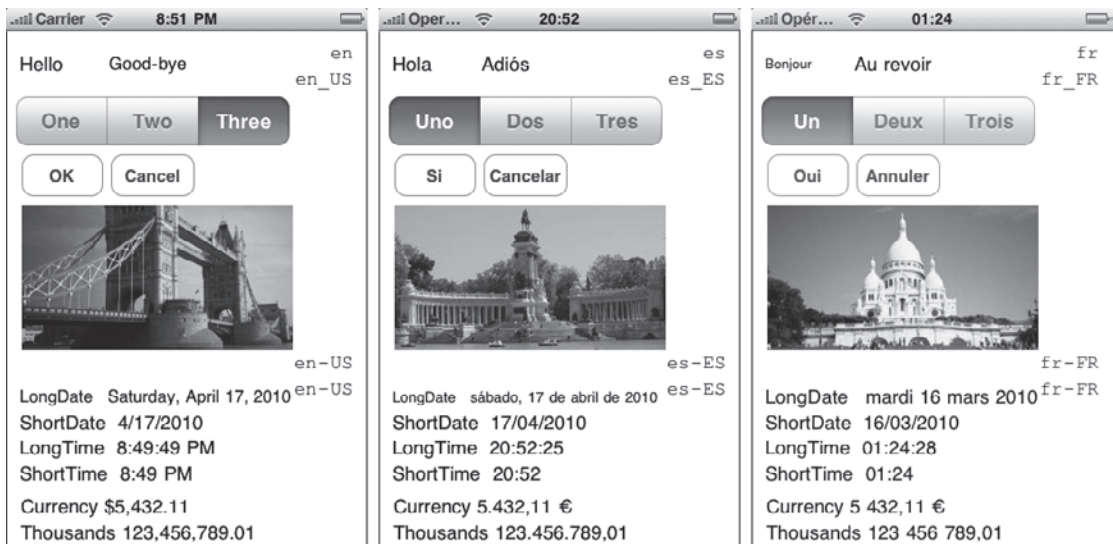 Carrier 8:51 PM
Hello Good-bye en
en_US
One Two Three
OK Cancel
en-US
LongDate Saturday, April 17, 2010 en-US
ShortDate 4/17/2010
LongTime 8:49:49 PM
ShortTime 8:49 PM
Currency $5,432.11
Thousands 123,456,789.01
Oper... 20:52
Hola Adiós es
es_ES
Uno Dos Tres
Si Cancelar
es-ES
LongDate sábado, 17 de abril de 2010 es-ES
ShortDate 17/04/2010
LongTime 20:52:25
ShortTime 20:52
Currency 5.432,11 €
Thousands 123.456.789,01
Opér... 01:24
Bonjour Au revoir fr
fr_FR
Un Deux Trois
Oui Annuler
fr-FR
LongDate mardi 16 mars 2010 fr-FR
ShortDate 16/03/2010
LongTime 01:24:28
ShortTime 01:24
Currency 5 432,11 €
Thousands 123 456 789,01